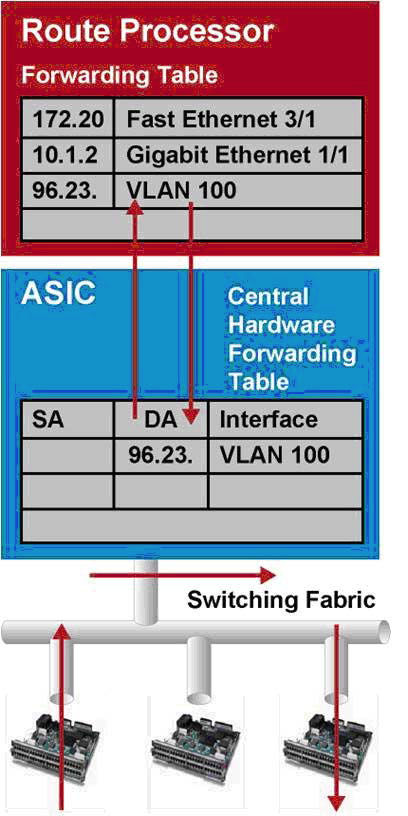 Route Processor
Forwarding Table
172.20 Fast Ethernet 3/1
10.1.2 Gigabit Ethernet 1/1
96.23. VLAN 100
ASIC
Central
Hardware
Forwarding
Table
SA DA Interface
96.23. VLAN 100
Switching Fabric